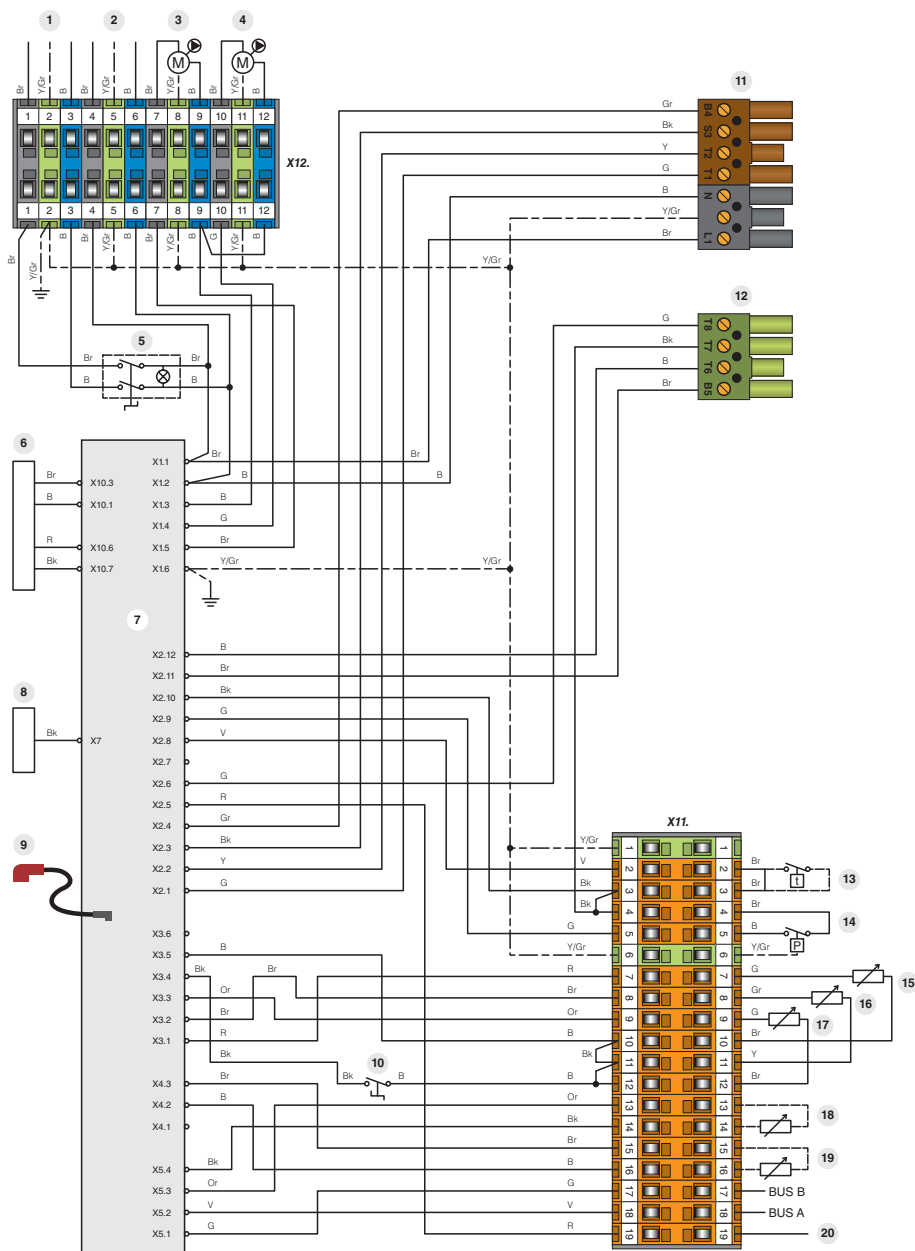 1 2 3 4
Br Y/Gr B Br Y/Gr B Br Y/Gr B Br Y/Gr B
M M
1 2 3 4 5 6 7 8 9 10 11 12
X12.
1 2 3 4 5 6 7 8 9 10 11 12
Br Y/Gr B Br Y/Gr B Br Y/Gr B G Y/Gr B
Br Y/Gr Y/Gr
11
Gr B4
Bk S3
Y T2
G T1
B N
Y/Gr
Br L1
12
G T8
Bk T7
B T6
Br B5
5
Br Br
B B
6
Br X10.3
B X10.1
R X10.6
Bk X10.7
X1.1 Br Br
X1.2 B B
X1.3 B
X1.4 G
X1.5 Br
X1.6 Y/Gr Y/Gr
7
X2.12 B
X2.11 Br
X2.10 Bk
X2.9 G
X2.8 V
X2.7
X2.6 G
X2.5 R
X2.4 Gr
X2.3 Bk
X2.2 Y
X2.1 G
8
Bk X7
9
X3.6
X3.5 B
X3.4 Bk Br
X3.3 Or
X3.2 Br
X3.1 R
Bk
10
Bk B
X4.3 Br
X4.2 B
X4.1
X5.4 Bk
X5.3 Or
X5.2 V
X5.1 G
X11.
Y/Gr 1 1
V 2 2 Br
t 13
Bk 3 3 Br
Bk 4 4 Br
14
G 5 5 B
P
Y/Gr 6 6 Y/Gr
R 7 7 G 15
Br 8 8 Gr 16
Or 9 9 G 17
B 10 10 Br
Bk 11 11 Y
B 12 12 Br
Or 13 13
18
Bk 14 14
Br 15 15
19
B 16 16
G 17 17 BUS B
V 18 18 BUS A
R 19 19 20